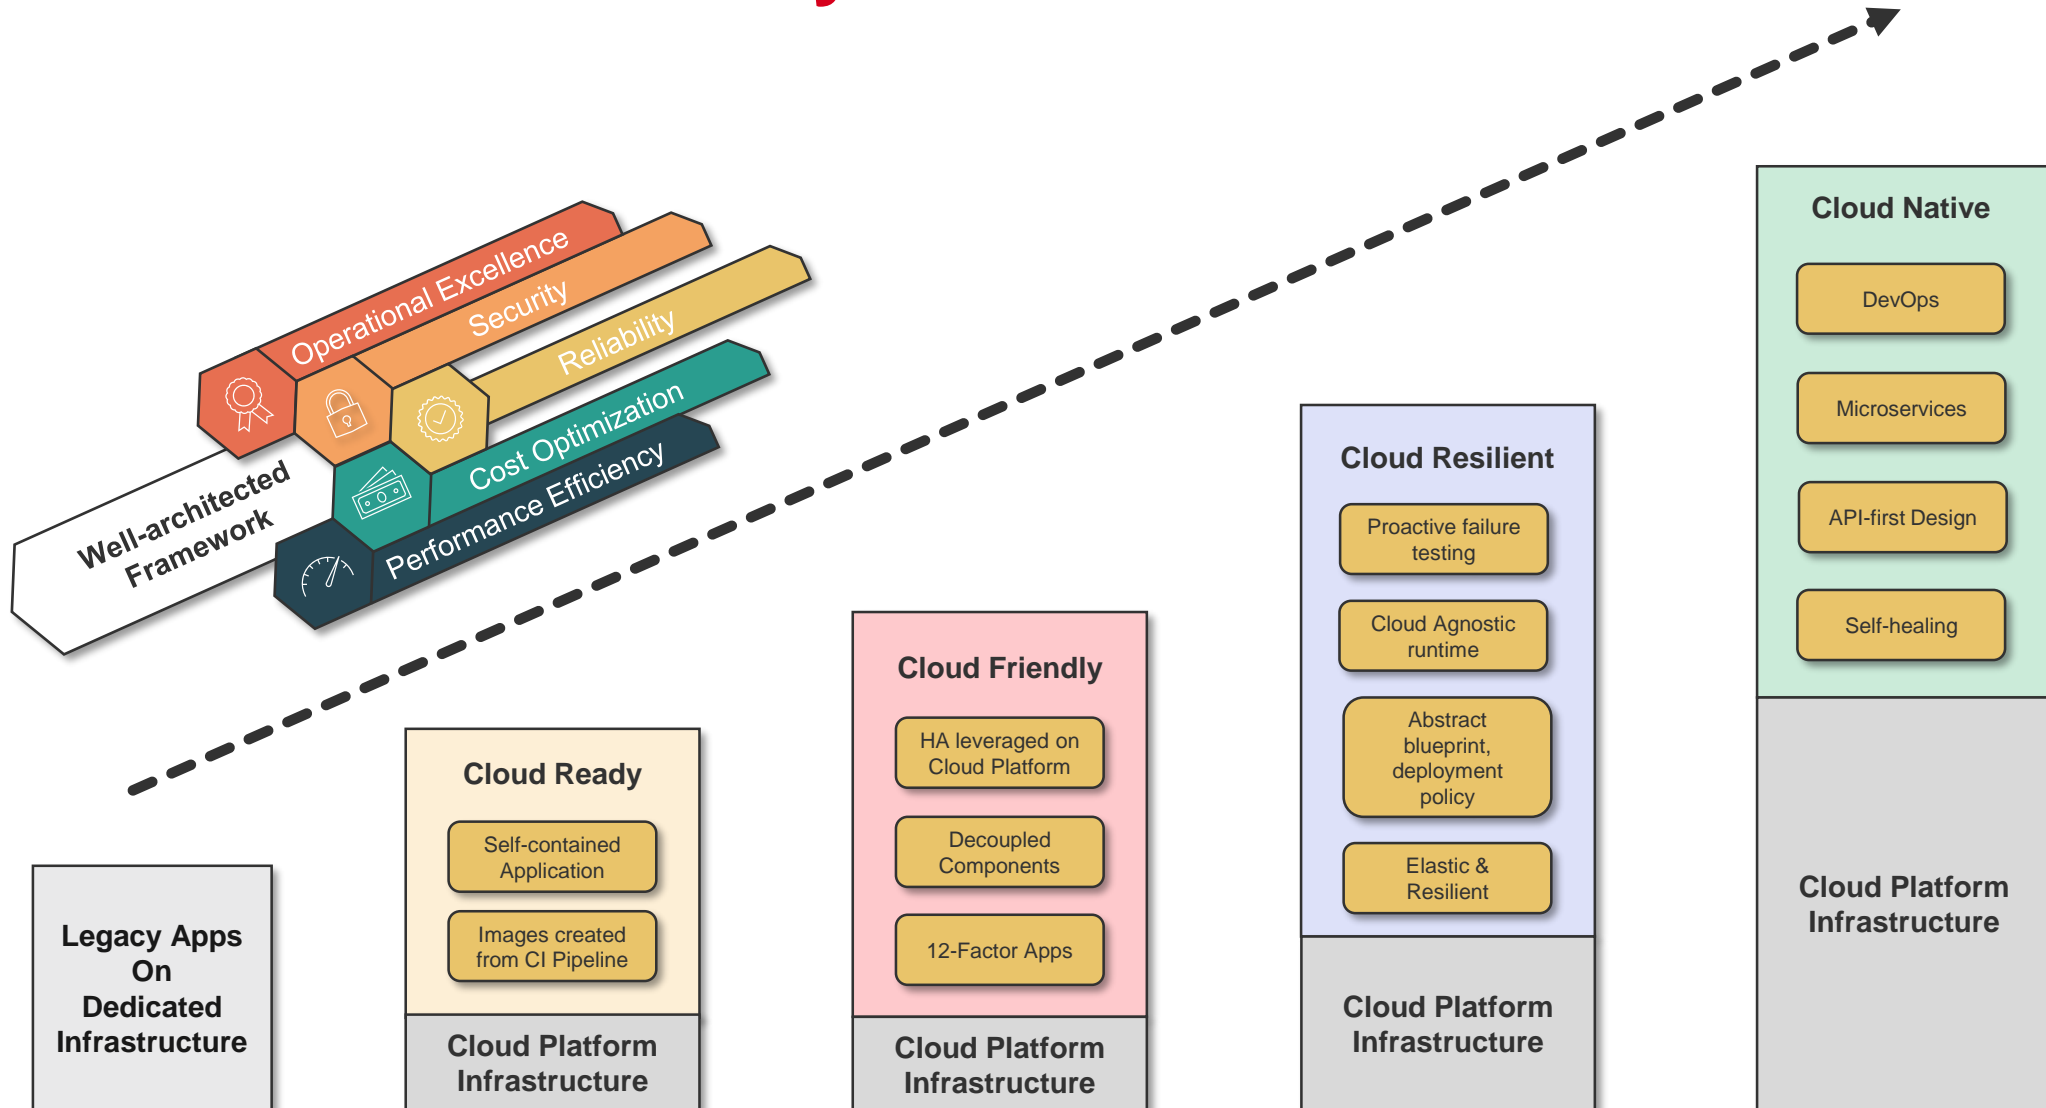 Operational Excellence
Security
Reliability
Cost Optimization
Performance Efficiency
Well-architected
Framework
Legacy Apps
On
Dedicated
Infrastructure
Cloud Ready
Self-contained
Application
Images created
from CI Pipeline
Cloud Platform
Infrastructure
Cloud Friendly
HA leveraged on
Cloud Platform
Decoupled
Components
12-Factor Apps
Cloud Platform
Infrastructure
Cloud Resilient
Proactive failure
testing
Cloud Agnostic
runtime
Abstract
blueprint,
deployment
policy
Elastic &
Resilient
Cloud Platform
Infrastructure
Cloud Native
DevOps
Microservices
API-first Design
Self-healing
Cloud Platform
Infrastructure